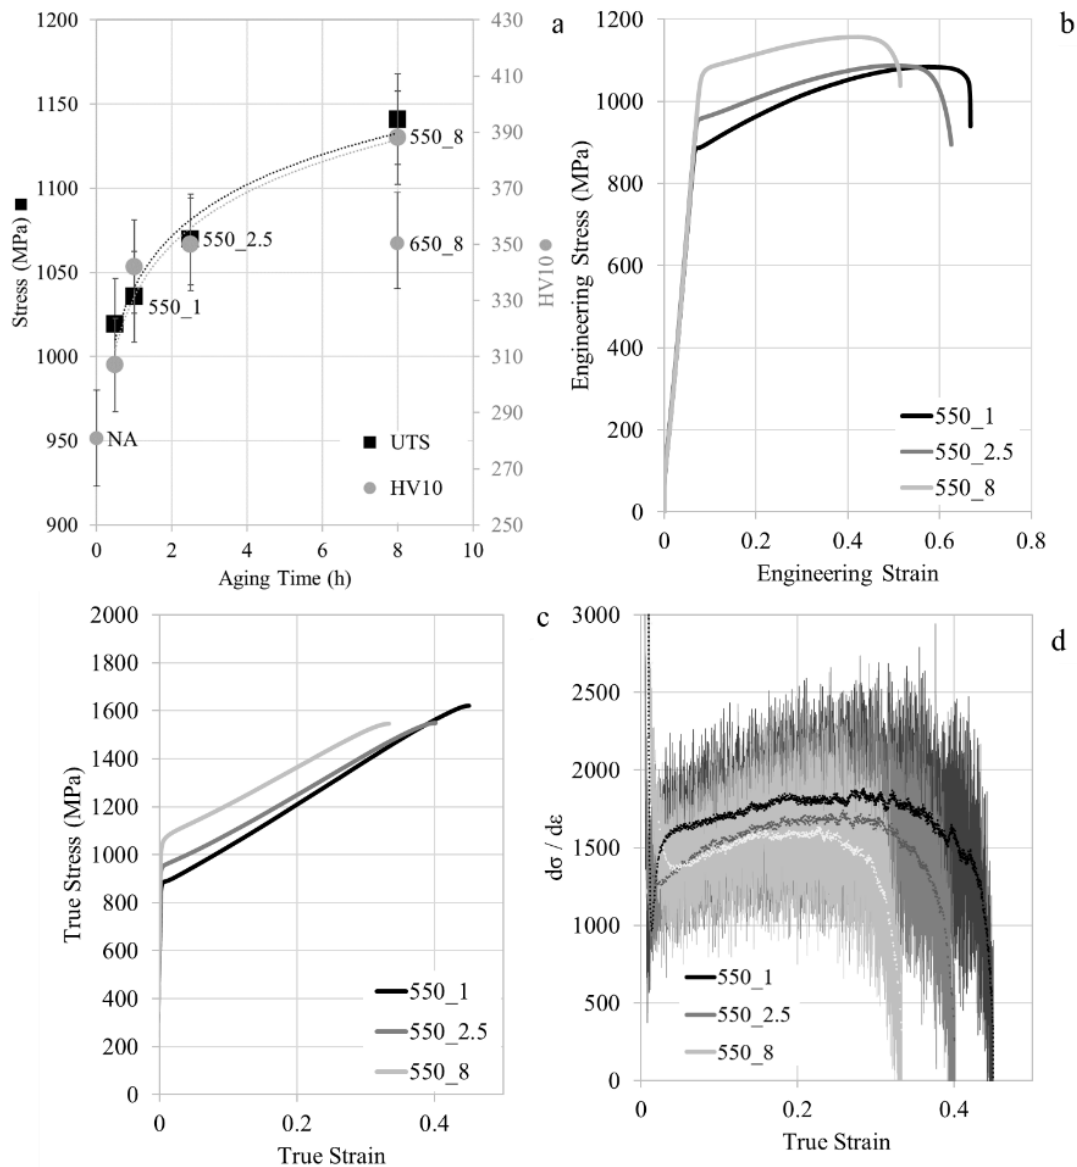 a
1200
1150
1100
1050
1000
950
900
430
410
390
370
350
330
310
290
270
250
550_8
650_8
550_2.5
550_1
NA
UTS
HV10
0 2 4 6 8 10
Aging Time (h)
Stress (MPa)
HV10
b
1200
1000
800
600
400
200
0
550_1
550_2.5
550_8
0 0.2 0.4 0.6 0.8
Engineering Strain
Engineering Stress (MPa)
c
2000
1800
1600
1400
1200
1000
800
600
400
200
0
550_1
550_2.5
550_8
0 0.2 0.4
True Strain
True Stress (MPa)
d
3000
2500
2000
1500
1000
500
0
550_1
550_2.5
550_8
0 0.2 0.4
True Strain
dσ / dε